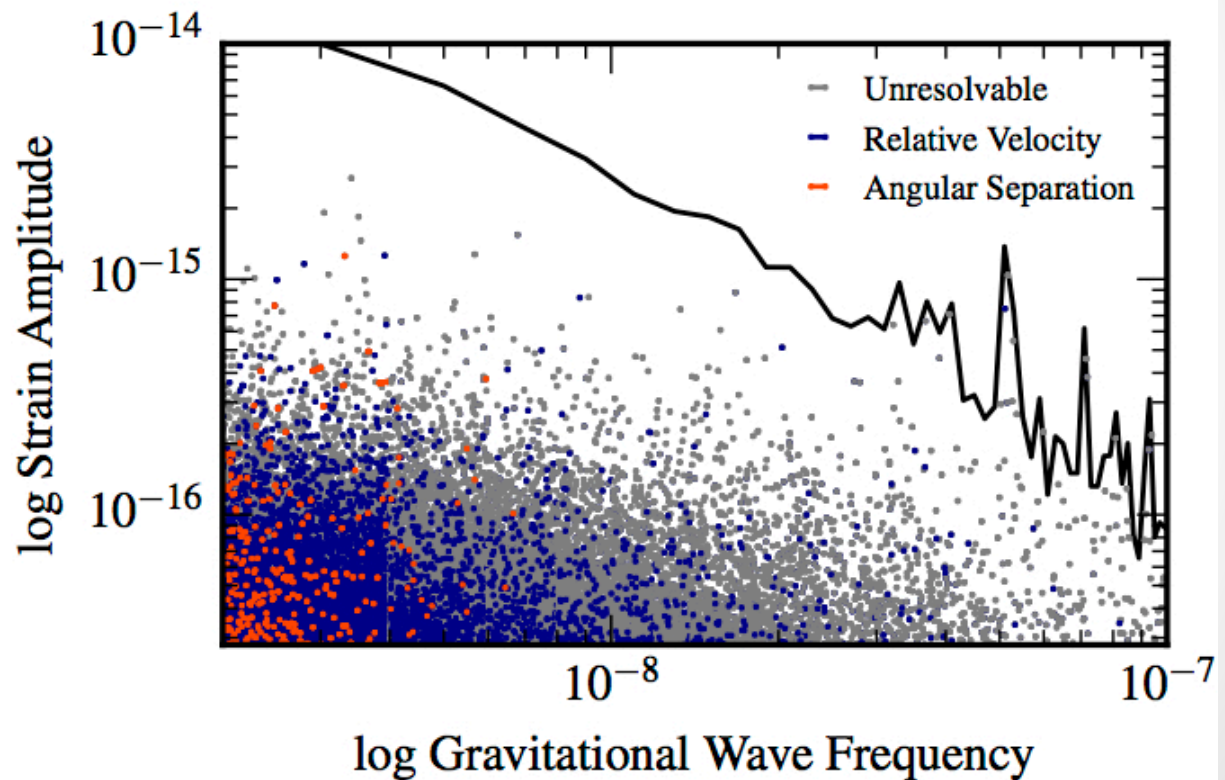 10⁻¹⁴
10⁻¹⁵
10⁻¹⁶
log Strain Amplitude
Unresolvable
Relative Velocity
Angular Separation
10⁻⁸
10⁻⁷
log Gravitational Wave Frequency